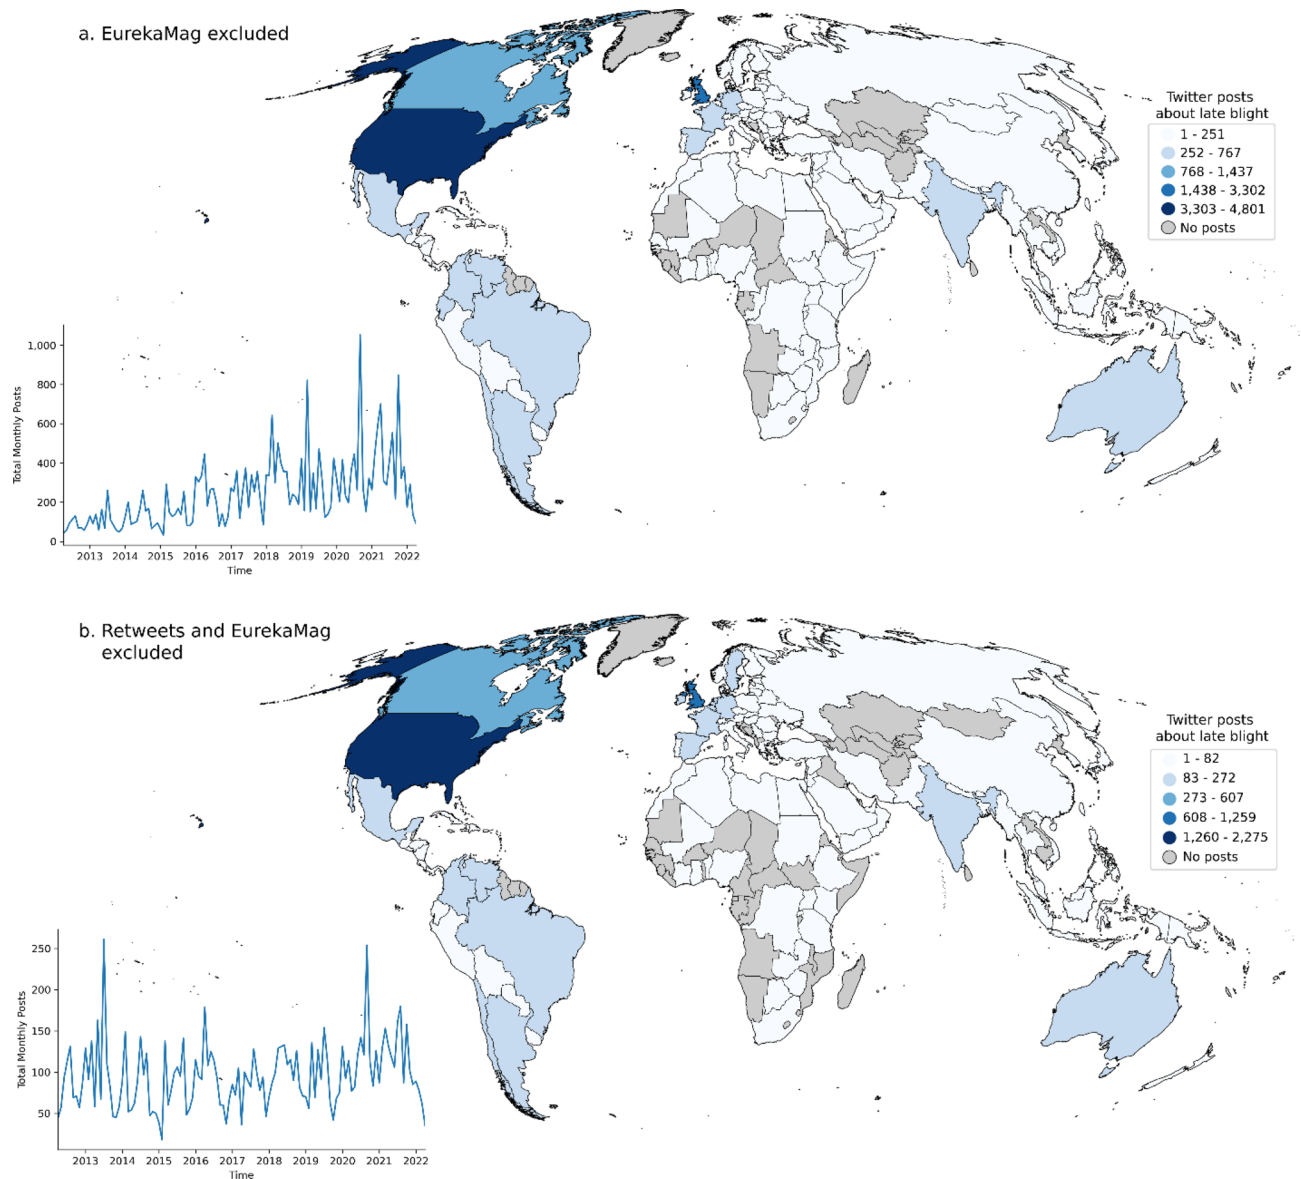 a. EurekaMag excluded
Twitter posts
about late blight
1 - 251
252 - 767
768 - 1,437
1,438 - 3,302
3,303 - 4,801
No posts
Total Monthly Posts
1,000
800
600
400
200
0
2013 2014 2015 2016 2017 2018 2019 2020 2021 2022
Time
b. Retweets and EurekaMag
excluded
Twitter posts
about late blight
1 - 82
83 - 272
273 - 607
608 - 1,259
1,260 - 2,275
No posts
Total Monthly Posts
250
200
150
100
50
2013 2014 2015 2016 2017 2018 2019 2020 2021 2022
Time